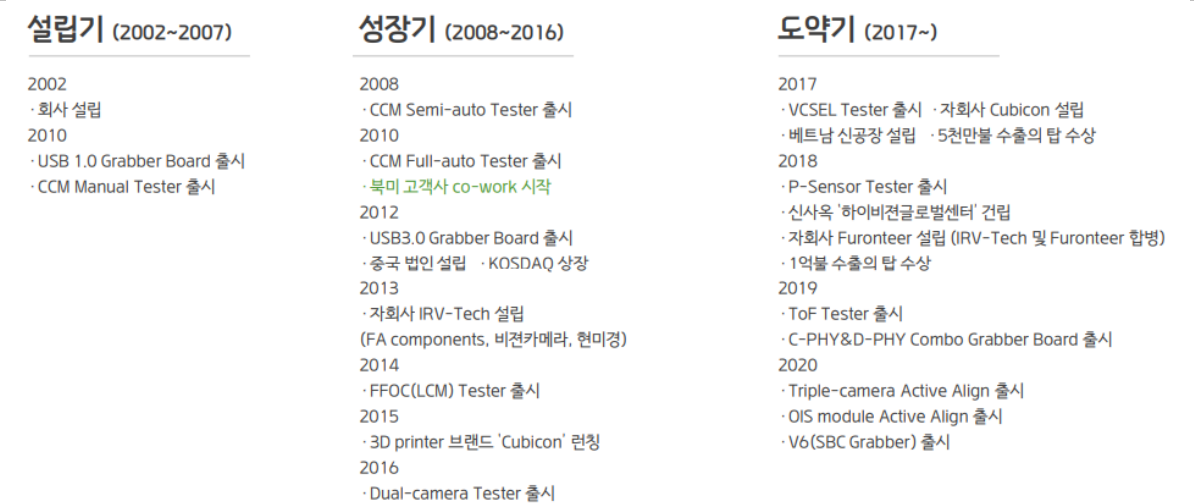 설립기 (2002~2007)
2002
·회사 설립
2010
·USB 1.0 Grabber Board 출시
·CCM Manual Tester 출시
성장기 (2008~2016)
2008
·CCM Semi-auto Tester 출시
2010
·CCM Full-auto Tester 출시
·북미 고객사 co-work 시작
2012
·USB3.0 Grabber Board 출시
·중국 법인 설립 ·KOSDAQ 상장
2013
·자회사 IRV-Tech 설립
(FA components, 비젼카메라, 현미경)
2014
·FFOC(LCM) Tester 출시
2015
·3D printer 브랜드 'Cubicon' 런칭
2016
·Dual-camera Tester 출시
도약기 (2017~)
2017
·VCSEL Tester 출시 ·자회사 Cubicon 설립
·베트남 신공장 설립 ·5천만불 수출의 탑 수상
2018
·P-Sensor Tester 출시
·신사옥 '하이비젼글로벌센터' 건립
·자회사 Furonteer 설립 (IRV-Tech 및 Furonteer 합병)
·1억불 수출의 탑 수상
2019
·ToF Tester 출시
·C-PHY&D-PHY Combo Grabber Board 출시
2020
·Triple-camera Active Align 출시
·OIS module Active Align 출시
·V6(SBC Grabber) 출시